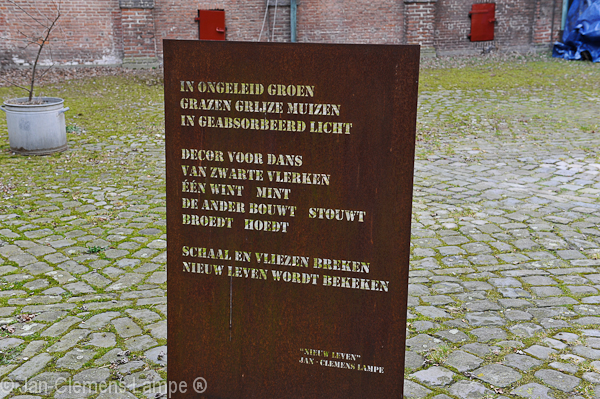 IN ONGELEID GROEN
GRAZEN GRIJZE MUIZEN
IN GEABSORBEERD LICHT
DECOR VOOR DANS
VAN ZWARTE VLERKEN
ÉÉN WINT MINT
DE ANDER BOUWT STOUWT
BROEDT HOEDT
SCHAAL EN VLIEZEN BREKEN
NIEUW LEVEN WORDT BEKEKEN
"NIEUW LEVEN"
JAN - CLEMENS LAMPE
© Jan-Clemens Lampe ®